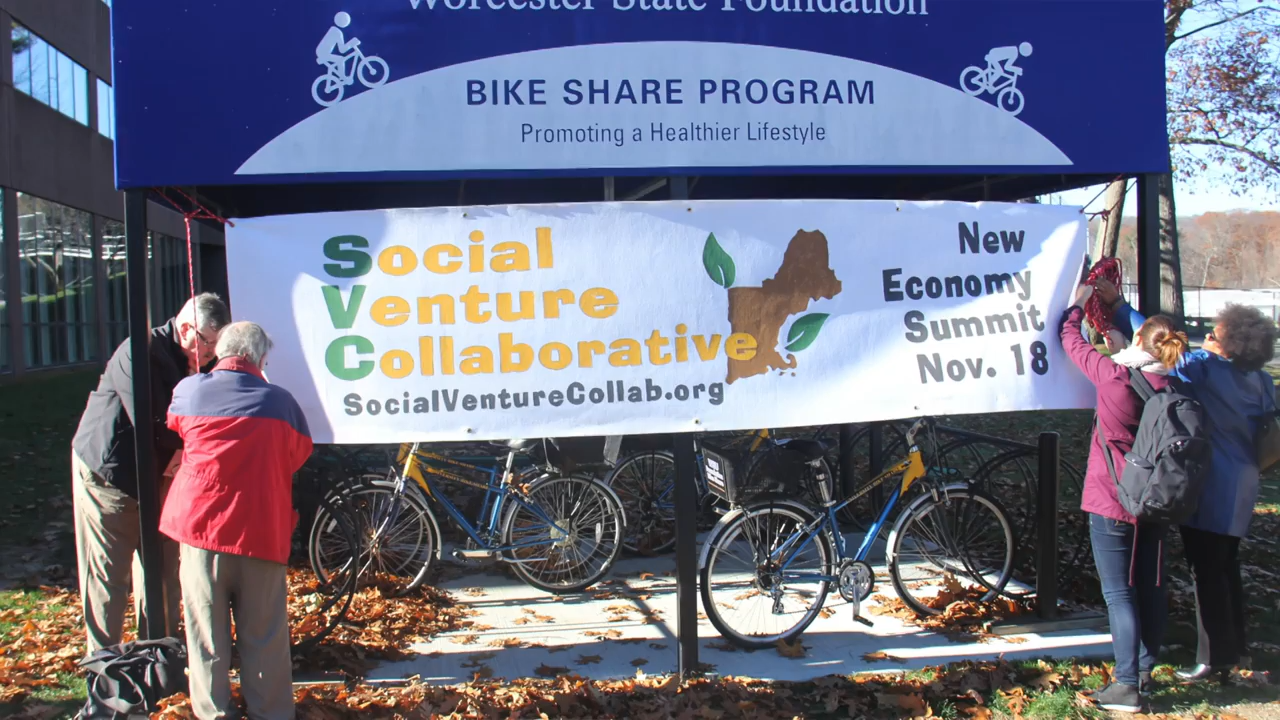 Worcester State Foundation
BIKE SHARE PROGRAM
Promoting a Healthier Lifestyle
Social
Venture
Collaborative
SocialVentureCollab.org
New
Economy
Summit
Nov. 18